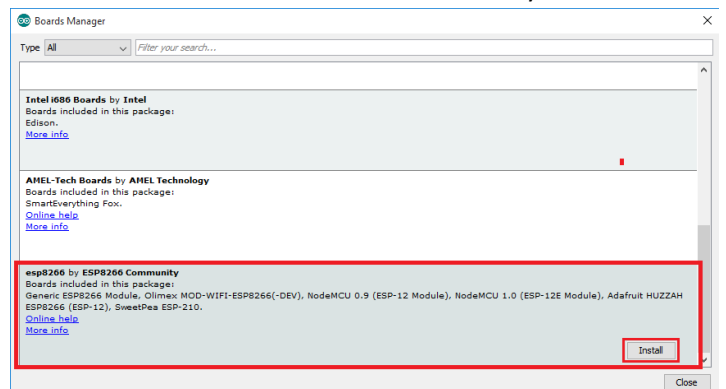 Boards Manager
Type All Filter your search...
Intel i686 Boards by Intel
Boards included in this package:
Edison.
More info
AMEL-Tech Boards by AMEL Technology
Boards included in this package:
SmartEverything Fox.
Online help
More info
esp8266 by ESP8266 Community
Boards included in this package:
Generic ESP8266 Module, Olimex MOD-WIFI-ESP8266(-DEV), NodeMCU 0.9 (ESP-12 Module), NodeMCU 1.0 (ESP-12E Module), Adafruit HUZZAH
ESP8266 (ESP-12), SweetPea ESP-210.
Online help
More info
Install
Close